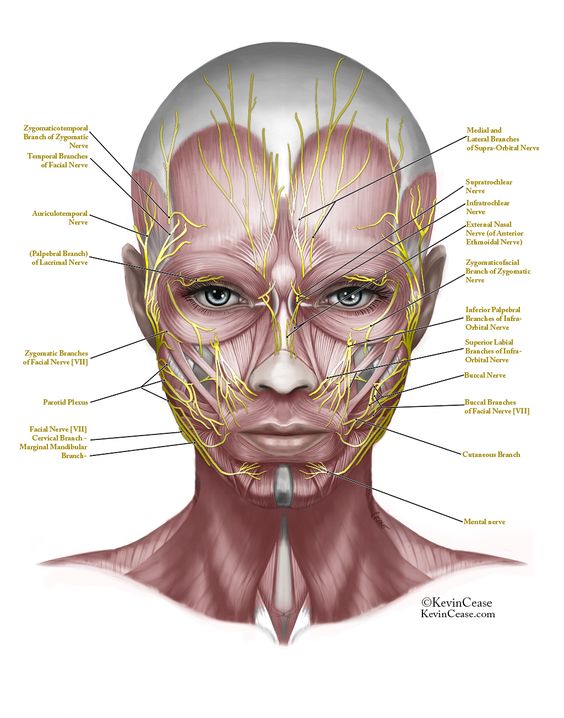 Zygomaticotemporal
Branch of Zygomatic
Nerve
Temporal Branches
of Facial Nerve
Auriculotemporal
Nerve
(Palpebral Branch)
of Lacrimal Nerve
Zygomatic Branches
of Facial Nerve [VII]
Parotid Plexus
Facial Nerve [VII]
Cervical Branch -
Marginal Mandibular
Branch-
Medial and
Lateral Branches
of Supra-Orbital Nerve
Supratrochlear
Nerve
Infratrochlear
Nerve
External Nasal
Nerve (of Anterior
Ethmoidal Nerve)
Zygomaticofacial
Branch of Zygomatic
Nerve
Inferior Palpebral
Branches of Infra-
Orbital Nerve
Superior Labial
Branches of Infra-
Orbital Nerve
Buccal Nerve
Buccal Branches
of Facial Nerve [VII]
Cutaneous Branch
Mental nerve
©KevinCease
KevinCease.com